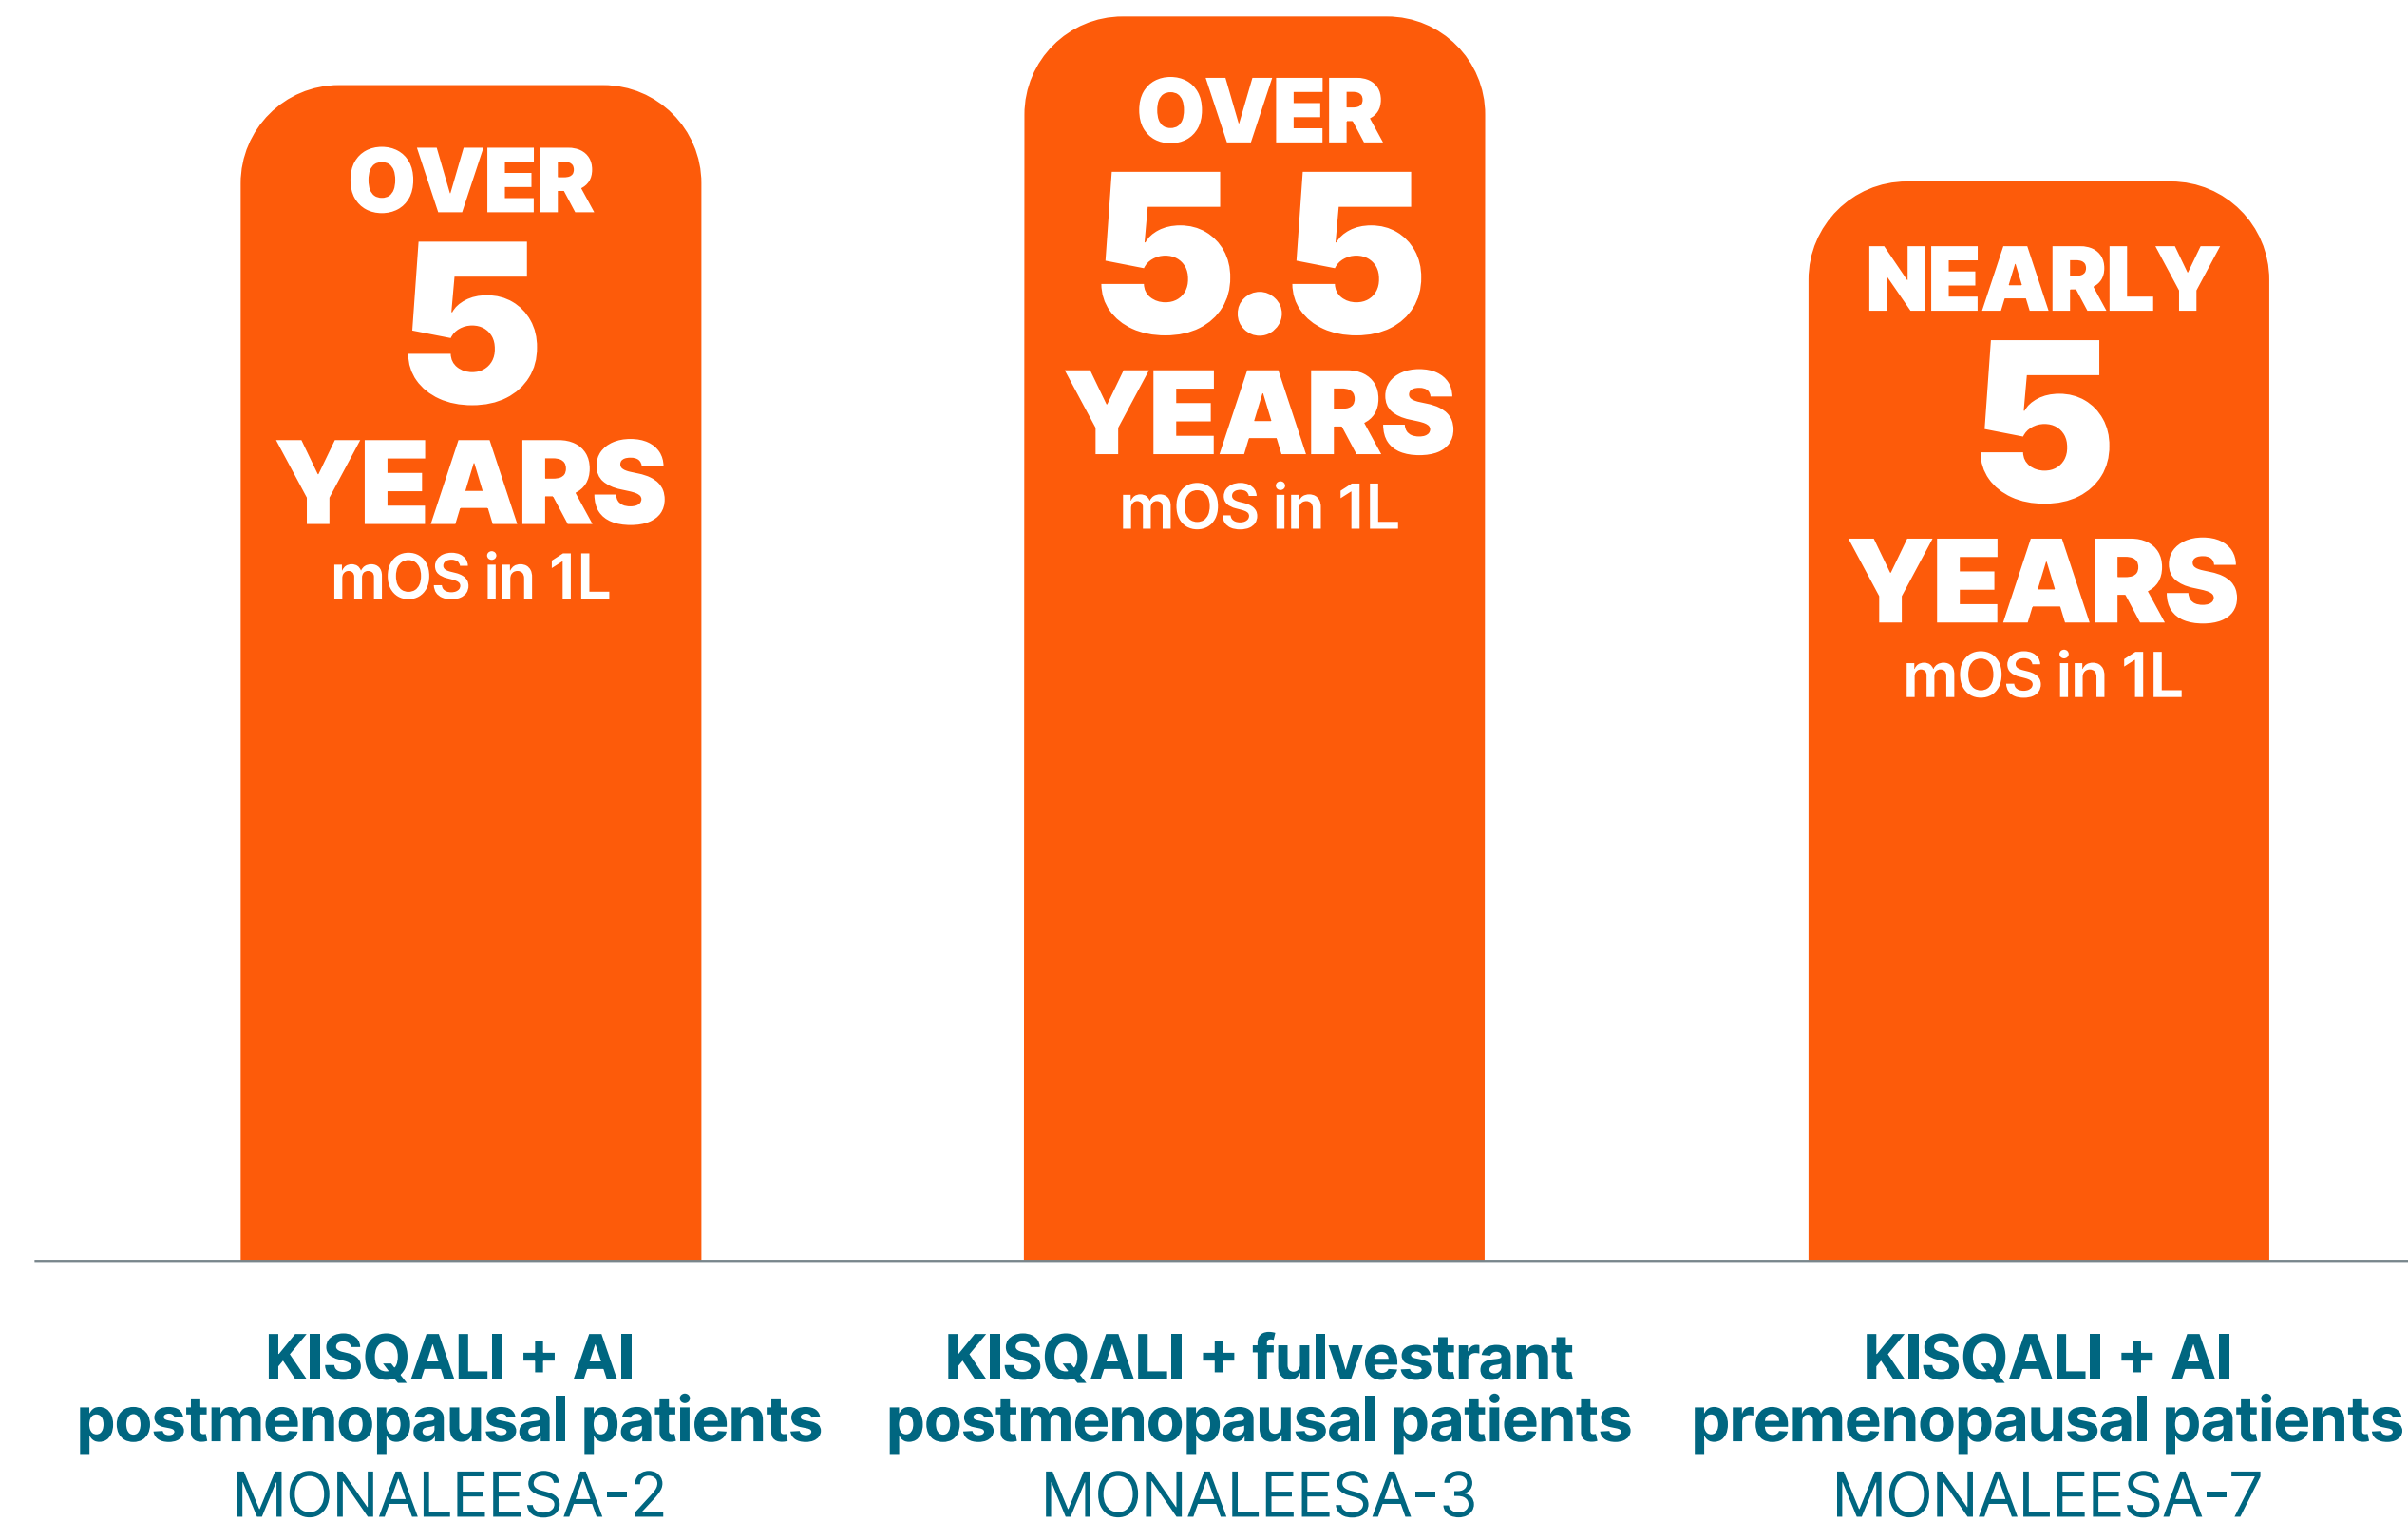 OVER
5
YEARS
mOS in 1L
OVER
5.5
YEARS
mOS in 1L
NEARLY
5
YEARS
mOS in 1L
KISQALI + AI
postmenopausal patients
MONALEESA-2
KISQALI + fulvestrant
postmenopausal patients
MONALEESA-3
KISQALI + AI
premenopausal patients
MONALEESA-7